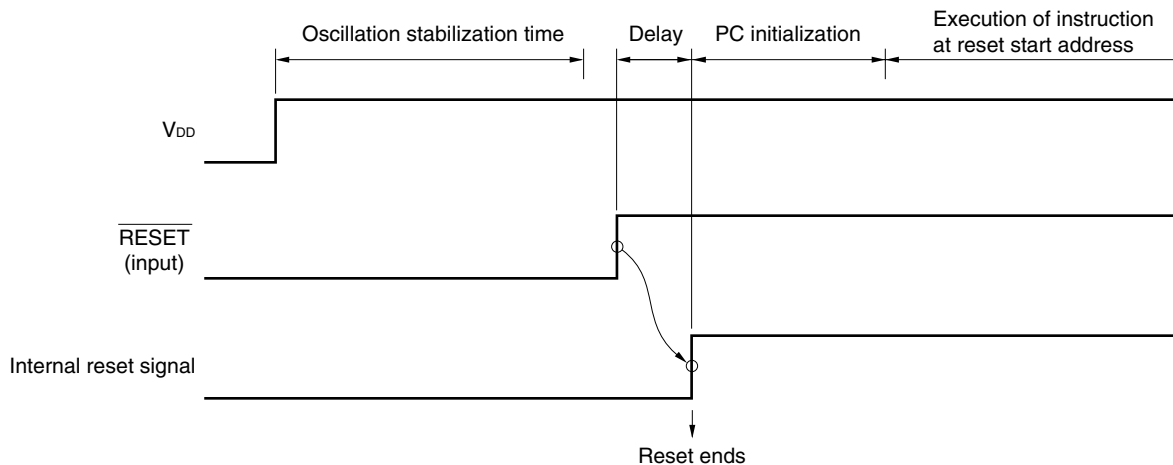 Oscillation stabilization time
Delay
PC initialization
Execution of instruction
at reset start address
VDD
RESET
(input)
Internal reset signal
Reset ends